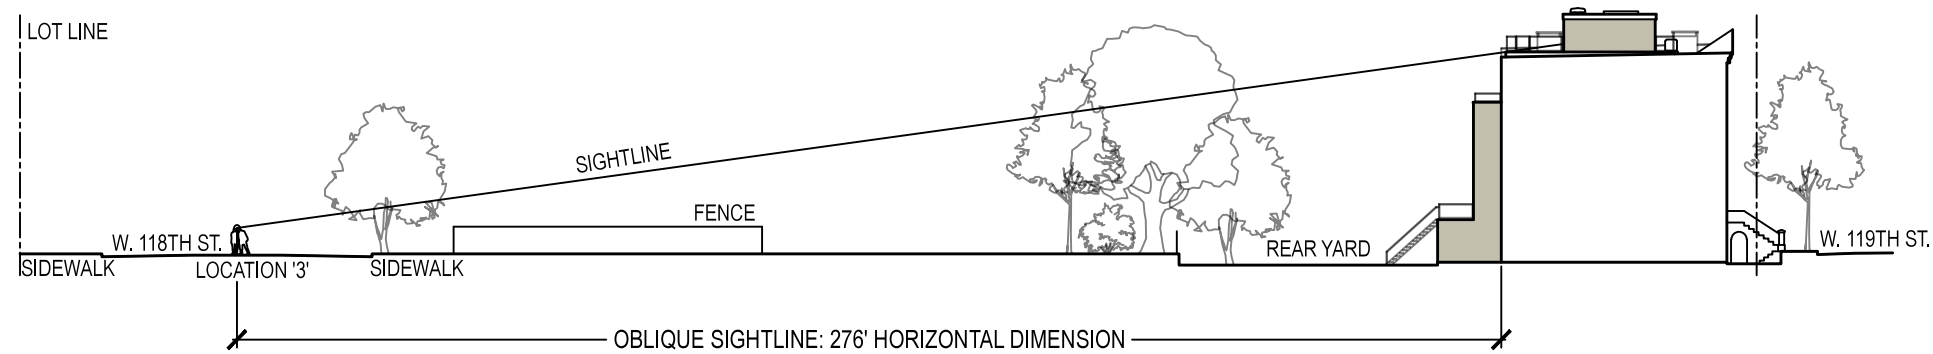 LOT LINE
SIGHTLINE
FENCE
W. 118TH ST.
REAR YARD
W. 119TH ST.
SIDEWALK
LOCATION '3'
SIDEWALK
OBLIQUE SIGHTLINE: 276' HORIZONTAL DIMENSION